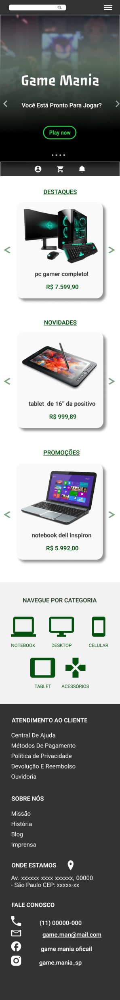 Game Mania
Você Está Pronto Para Jogar?
Play now
DESTAQUES
pc gamer completo!
R$ 7.599,90
NOVIDADES
tablet de 16” da positivo
R$ 999,89
PROMOÇÕES
notebook dell inspiron
R$ 5.992,00
NAVEGUE POR CATEGORIA
NOTEBOOK DESKTOP CELULAR
TABLET ACESSÓRIOS
ATENDIMENTO AO CLIENTE
Central De Ajuda
Métodos De Pagamento
Política de Privacidade
Devolução E Reembolso
Ouvidoria
SOBRE NÓS
Missão
História
Blog
Imprensa
ONDE ESTAMOS
Av. xxxxxx xxxx xxxxxx, 00000
- São Paulo CEP: xxxxx-xx
FALE CONOSCO
(11) 00000-000
game.man@mail.com
game mania oficail
game.mania_sp